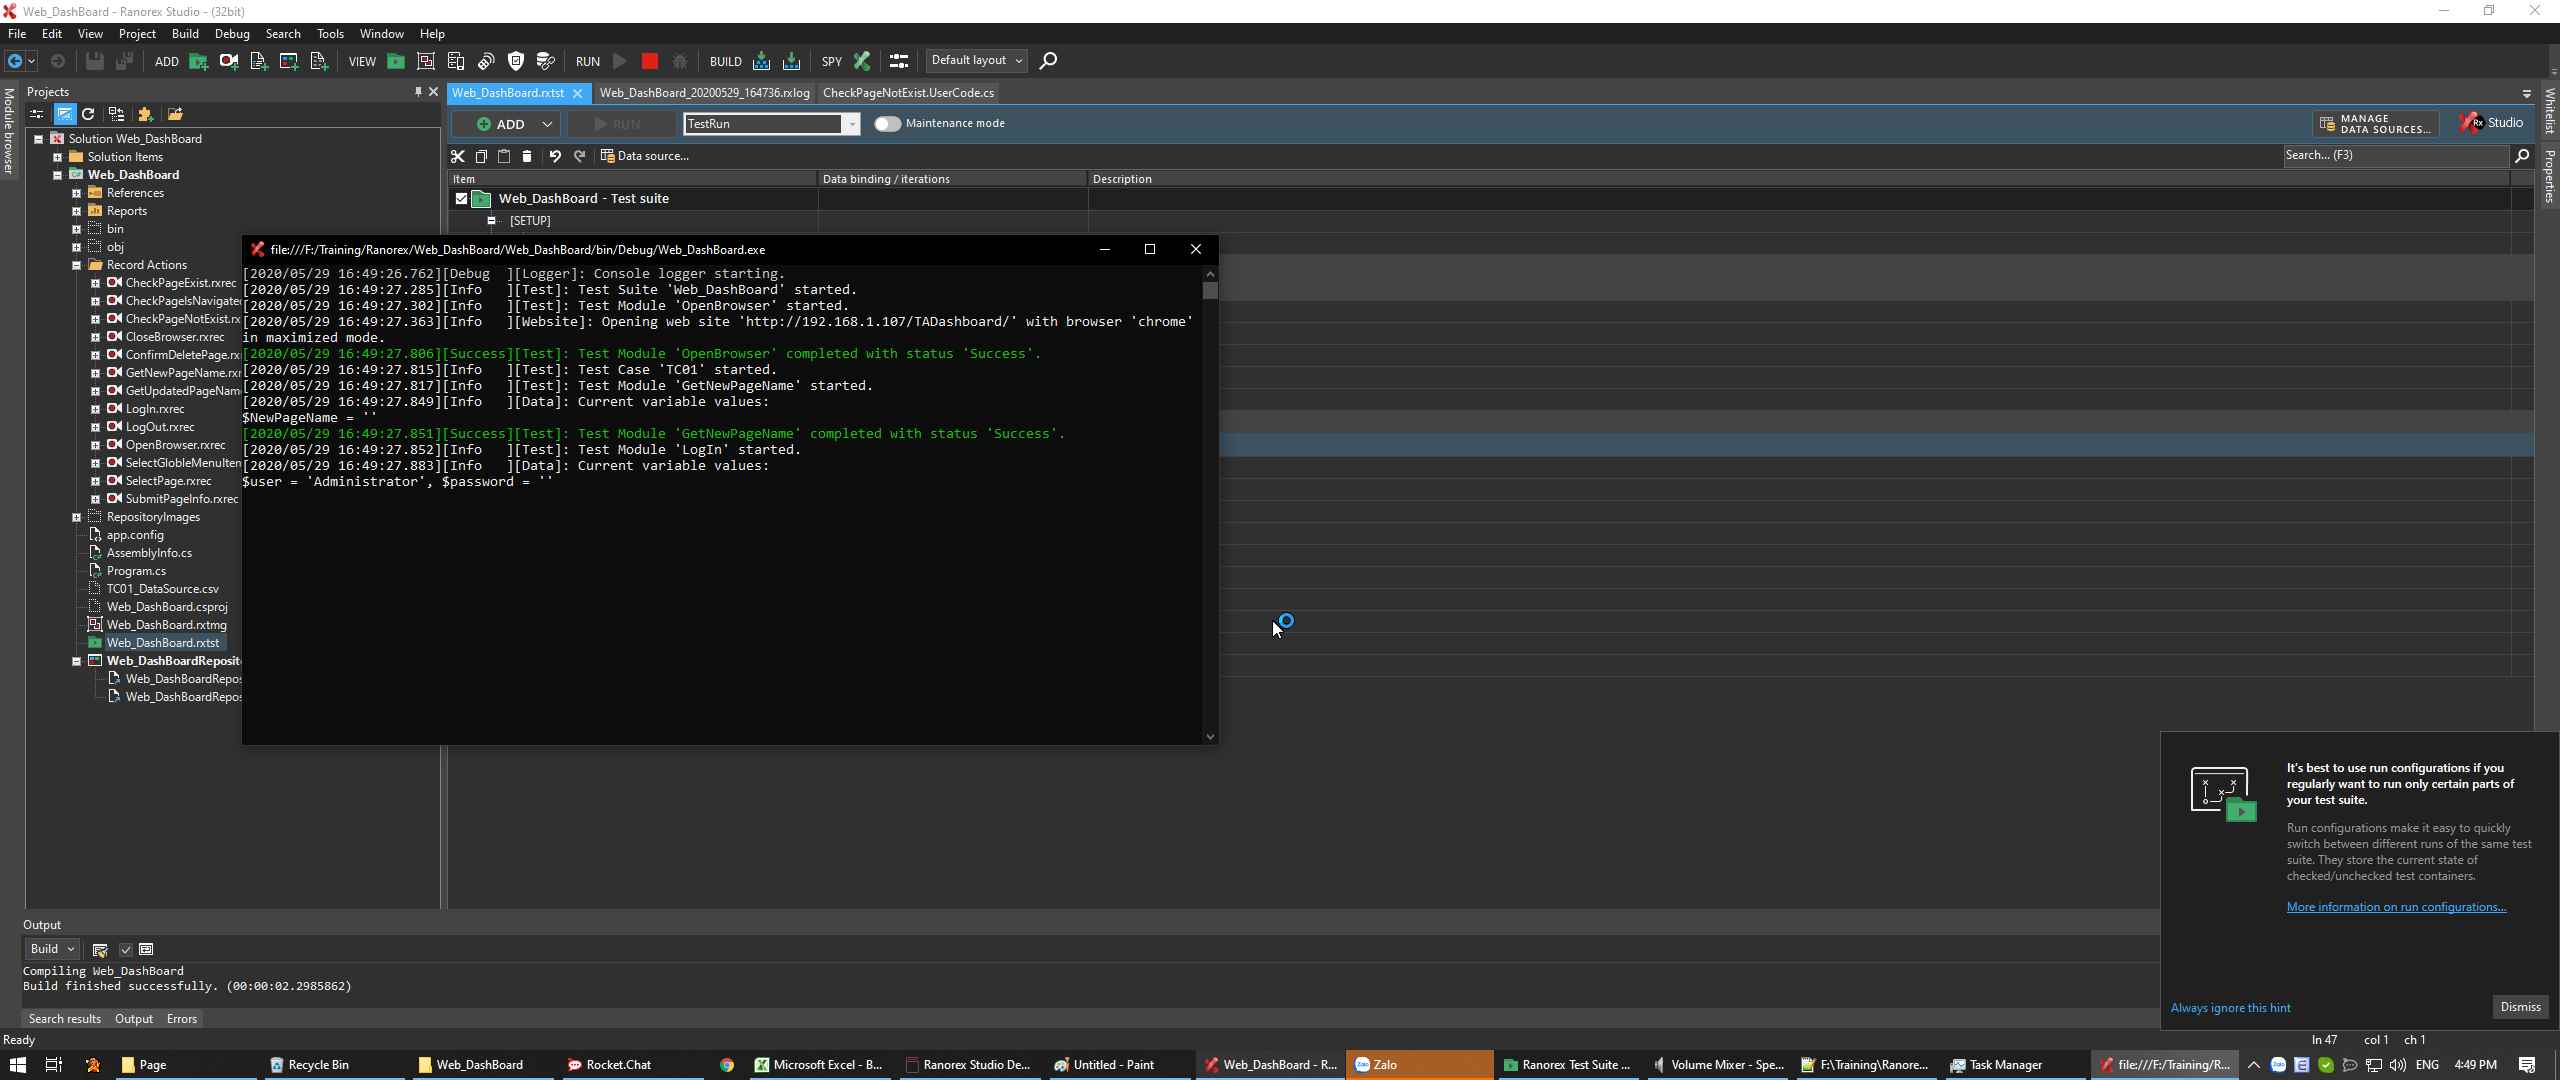 Web_DashBoard - Ranorex Studio - (32bit)
File Edit View Project Build Debug Search Tools Window Help
ADD VIEW RUN BUILD SPY Default layout
Module browser
Projects
Web_DashBoard.rxtst Web_DashBoard_20200529_164736.rxlog CheckPageNotExist.UserCode.cs
Whitelist
Properties
ADD RUN TestRun Maintenance mode MANAGE DATA SOURCES... Rx Studio
Data source... Search... (F3)
Item Data binding / iterations Description
Web_DashBoard - Test suite
[SETUP]
Solution Web_DashBoard
Solution Items
Web_DashBoard
References
Reports
bin
obj
Record Actions
CheckPageExist.rxrec
CheckPageIsNavigated
CheckPageNotExist.rx
CloseBrowser.rxrec
ConfirmDeletePage.rx
GetNewPageName.rxr
GetUpdatedPageNam
LogIn.rxrec
LogOut.rxrec
OpenBrowser.rxrec
SelectGlobleMenuItem
SelectPage.rxrec
SubmitPageInfo.rxrec
RepositoryImages
app.config
AssemblyInfo.cs
Program.cs
TC01_DataSource.csv
Web_DashBoard.csproj
Web_DashBoard.rxtmg
Web_DashBoard.rxtst
Web_DashBoardReposit
Web_DashBoardRepos
Web_DashBoardRepos
file:///F:/Training/Ranorex/Web_DashBoard/Web_DashBoard/bin/Debug/Web_DashBoard.exe
[2020/05/29 16:49:26.762][Debug  ][Logger]: Console logger starting.
[2020/05/29 16:49:27.285][Info   ][Test]: Test Suite 'Web_DashBoard' started.
[2020/05/29 16:49:27.302][Info   ][Test]: Test Module 'OpenBrowser' started.
[2020/05/29 16:49:27.363][Info   ][Website]: Opening web site 'http://192.168.1.107/TADashboard/' with browser 'chrome'
in maximized mode.
[2020/05/29 16:49:27.806][Success][Test]: Test Module 'OpenBrowser' completed with status 'Success'.
[2020/05/29 16:49:27.815][Info   ][Test]: Test Case 'TC01' started.
[2020/05/29 16:49:27.817][Info   ][Test]: Test Module 'GetNewPageName' started.
[2020/05/29 16:49:27.849][Info   ][Data]: Current variable values:
$NewPageName = ''
[2020/05/29 16:49:27.851][Success][Test]: Test Module 'GetNewPageName' completed with status 'Success'.
[2020/05/29 16:49:27.852][Info   ][Test]: Test Module 'LogIn' started.
[2020/05/29 16:49:27.883][Info   ][Data]: Current variable values:
$user = 'Administrator', $password = ''
It's best to use run configurations if you
regularly want to run only certain parts of
your test suite.
Run configurations make it easy to quickly
switch between different runs of the same test
suite. They store the current state of
checked/unchecked test containers.
More information on run configurations...
Always ignore this hint Dismiss
Output
Build
Compiling Web_DashBoard
Build finished successfully. (00:00:02.2985862)
Search results Output Errors
Ready ln 47 col 1 ch 1
Page Recycle Bin Web_DashBoard Rocket.Chat Microsoft Excel - B... Ranorex Studio De... Untitled - Paint Web_DashBoard - R... Zalo Ranorex Test Suite ... Volume Mixer - Spe... F:\Training\Ranore... Task Manager file:///F:/Training/R... ENG 4:49 PM